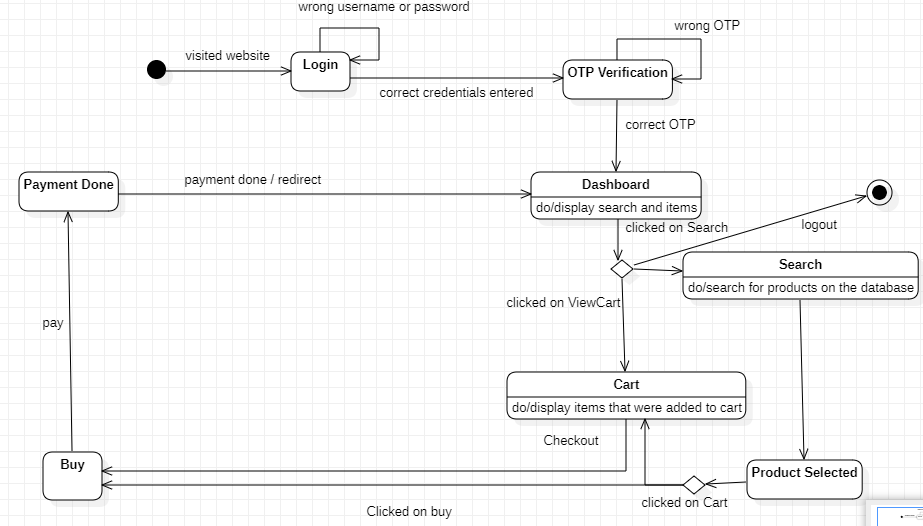 wrong username or password
wrong OTP
visited website
Login
OTP Verification
correct credentials entered
correct OTP
Payment Done
payment done / redirect
Dashboard
do/display search and items
clicked on Search
logout
Search
do/search for products on the database
clicked on ViewCart
pay
Cart
do/display items that were added to cart
Checkout
Buy
Product Selected
clicked on Cart
Clicked on buy